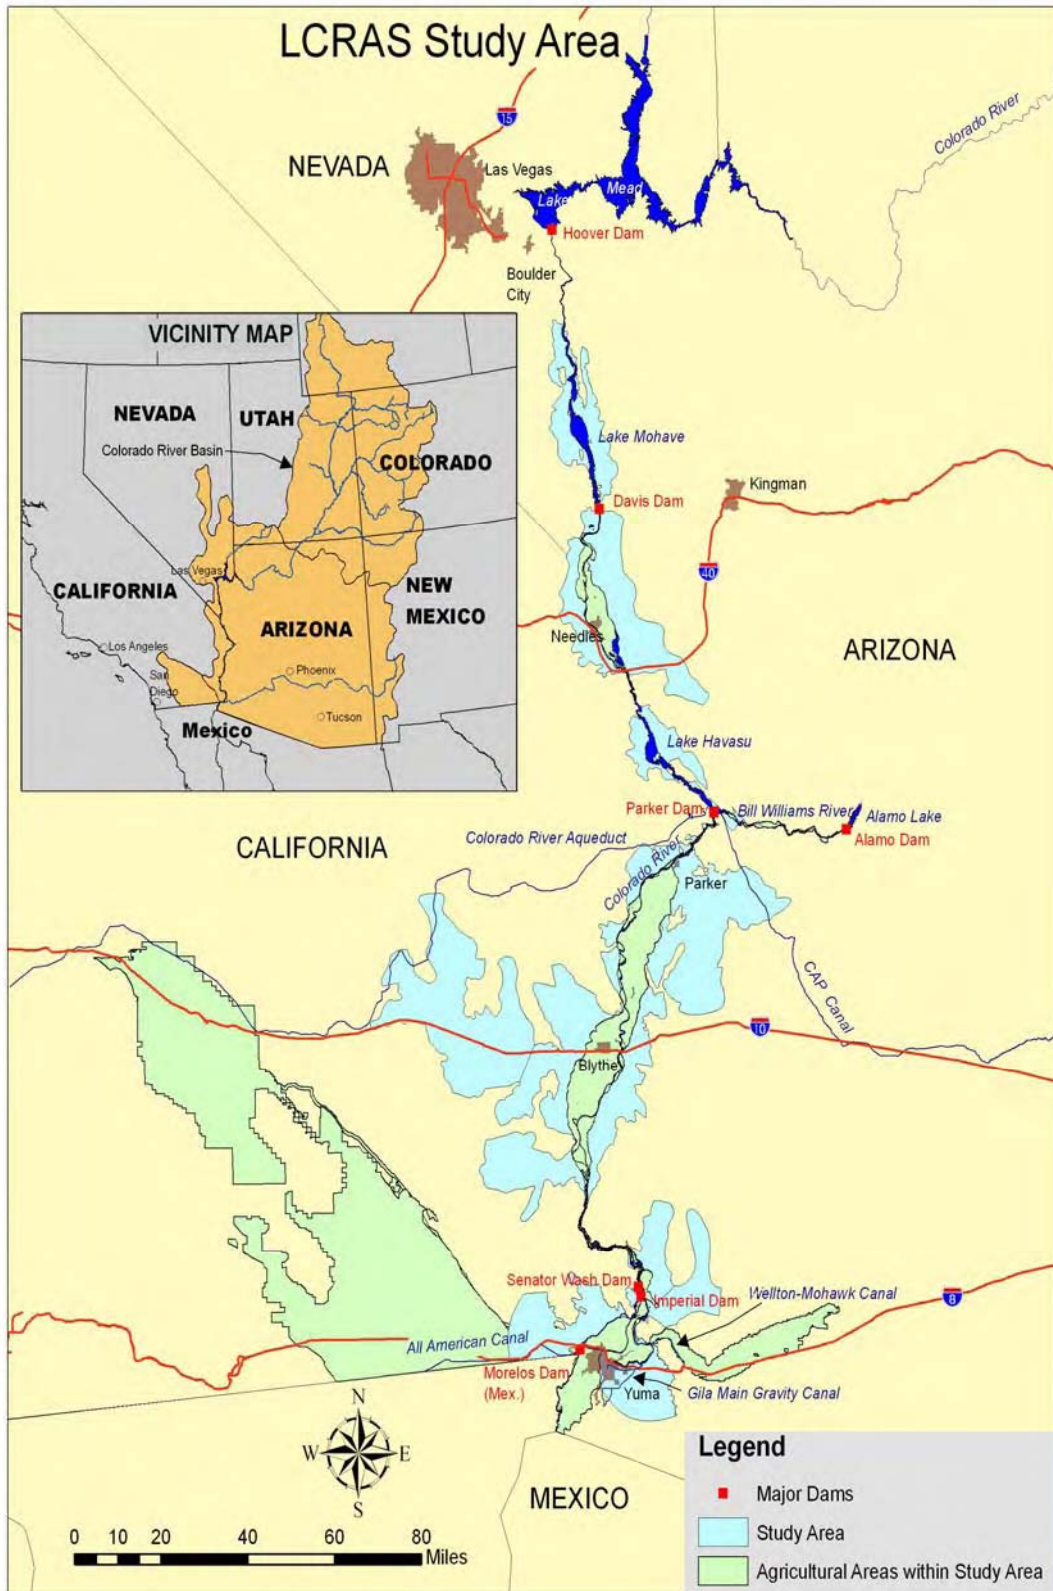 LCRAS Study Area
Colorado River
15
NEVADA
Las Vegas
Lake Mead
Hoover Dam
Boulder
City
VICINITY MAP
NEVADA
UTAH
Colorado River Basin
COLORADO
Las Vegas
CALIFORNIA
NEW
MEXICO
ARIZONA
Los Angeles
Phoenix
San
Diego
Tucson
Mexico
Lake Mohave
Kingman
Davis Dam
40
Needles
ARIZONA
Lake Havasu
Parker Dam
Bill Williams River
Alamo Lake
Alamo Dam
CALIFORNIA
Colorado River Aqueduct
Colorado River
Parker
CAP Canal
10
Blythe
Senator Wash Dam
Imperial Dam
Wellton-Mohawk Canal
8
All American Canal
Morelos Dam
(Mex.)
Yuma
Gila Main Gravity Canal
N
W E
S
MEXICO
0 10 20 40 60 80
Miles
Legend
Major Dams
Study Area
Agricultural Areas within Study Area